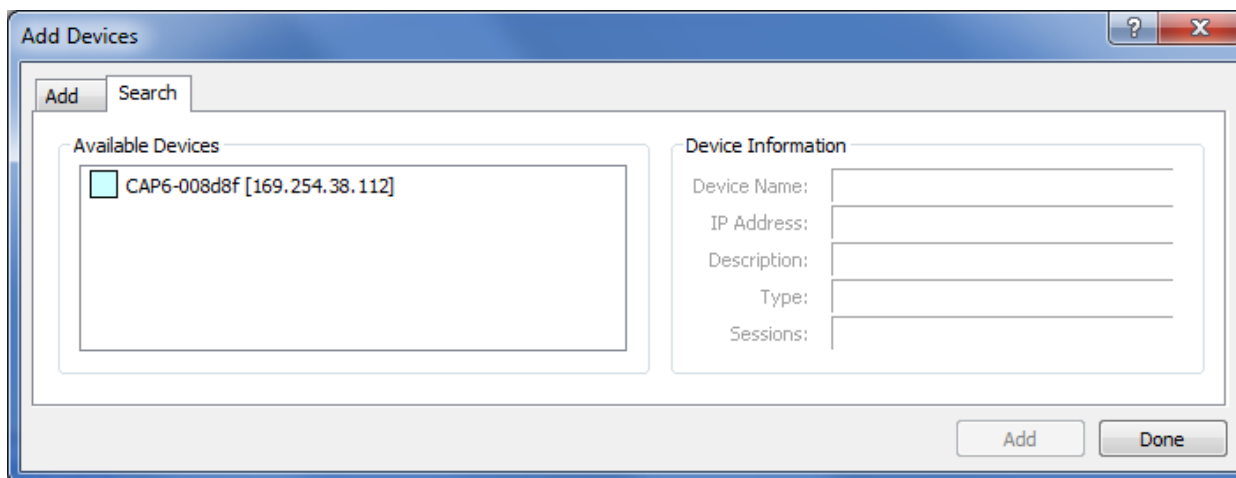 Add Devices
Add
Search
Available Devices
CAP6-008d8f [169.254.38.112]
Device Information
Device Name:
IP Address:
Description:
Type:
Sessions:
Add
Done